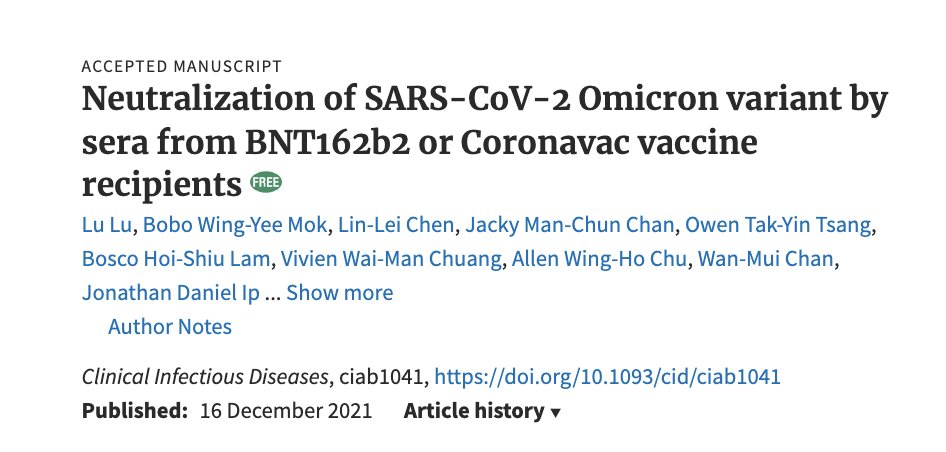 ACCEPTED MANUSCRIPT
Neutralization of SARS-CoV-2 Omicron variant by
sera from BNT162b2 or Coronavac vaccine
recipients FREE
Lu Lu, Bobo Wing-Yee Mok, Lin-Lei Chen, Jacky Man-Chun Chan, Owen Tak-Yin Tsang,
Bosco Hoi-Shiu Lam, Vivien Wai-Man Chuang, Allen Wing-Ho Chu, Wan-Mui Chan,
Jonathan Daniel Ip ... Show more
Author Notes
Clinical Infectious Diseases, ciab1041, https://doi.org/10.1093/cid/ciab1041
Published: 16 December 2021 Article history ▼